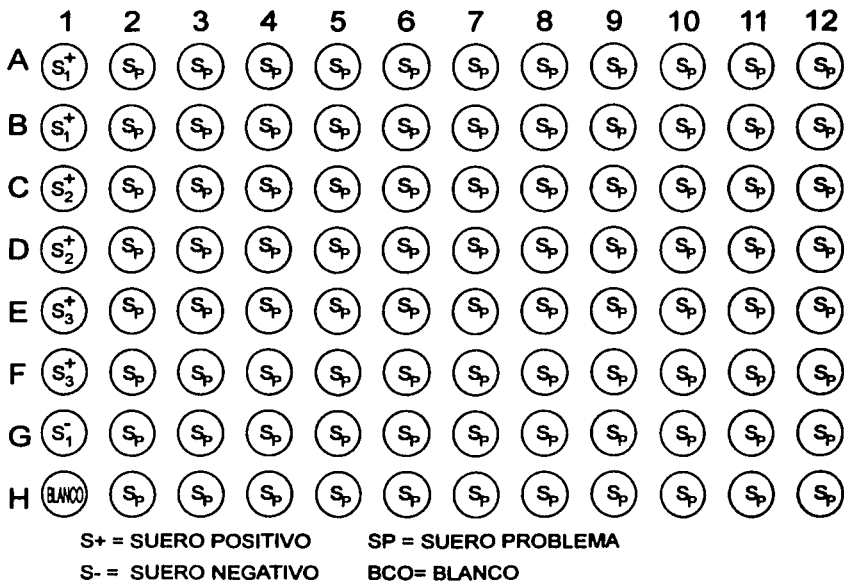 1 2 3 4 5 6 7 8 9 10 11 12
A S₁⁺ Sₚ Sₚ Sₚ Sₚ Sₚ Sₚ Sₚ Sₚ Sₚ Sₚ Sₚ
B S₁⁺ Sₚ Sₚ Sₚ Sₚ Sₚ Sₚ Sₚ Sₚ Sₚ Sₚ Sₚ
C S₂⁺ Sₚ Sₚ Sₚ Sₚ Sₚ Sₚ Sₚ Sₚ Sₚ Sₚ Sₚ
D S₂⁺ Sₚ Sₚ Sₚ Sₚ Sₚ Sₚ Sₚ Sₚ Sₚ Sₚ Sₚ
E S₃⁺ Sₚ Sₚ Sₚ Sₚ Sₚ Sₚ Sₚ Sₚ Sₚ Sₚ Sₚ
F S₃⁺ Sₚ Sₚ Sₚ Sₚ Sₚ Sₚ Sₚ Sₚ Sₚ Sₚ Sₚ
G S₁⁻ Sₚ Sₚ Sₚ Sₚ Sₚ Sₚ Sₚ Sₚ Sₚ Sₚ Sₚ
H BLANCO Sₚ Sₚ Sₚ Sₚ Sₚ Sₚ Sₚ Sₚ Sₚ Sₚ Sₚ
S+ = SUERO POSITIVO SP = SUERO PROBLEMA
S- = SUERO NEGATIVO BCO= BLANCO